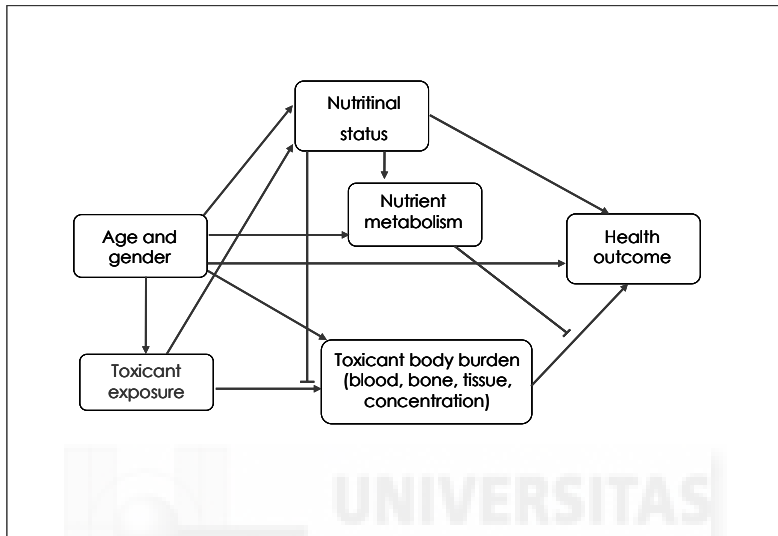 Nutritinal
status
Nutrient
metabolism
Age and
gender
Health
outcome
Toxicant
exposure
Toxicant body burden
(blood, bone, tissue,
concentration)
UNIVERSITAS